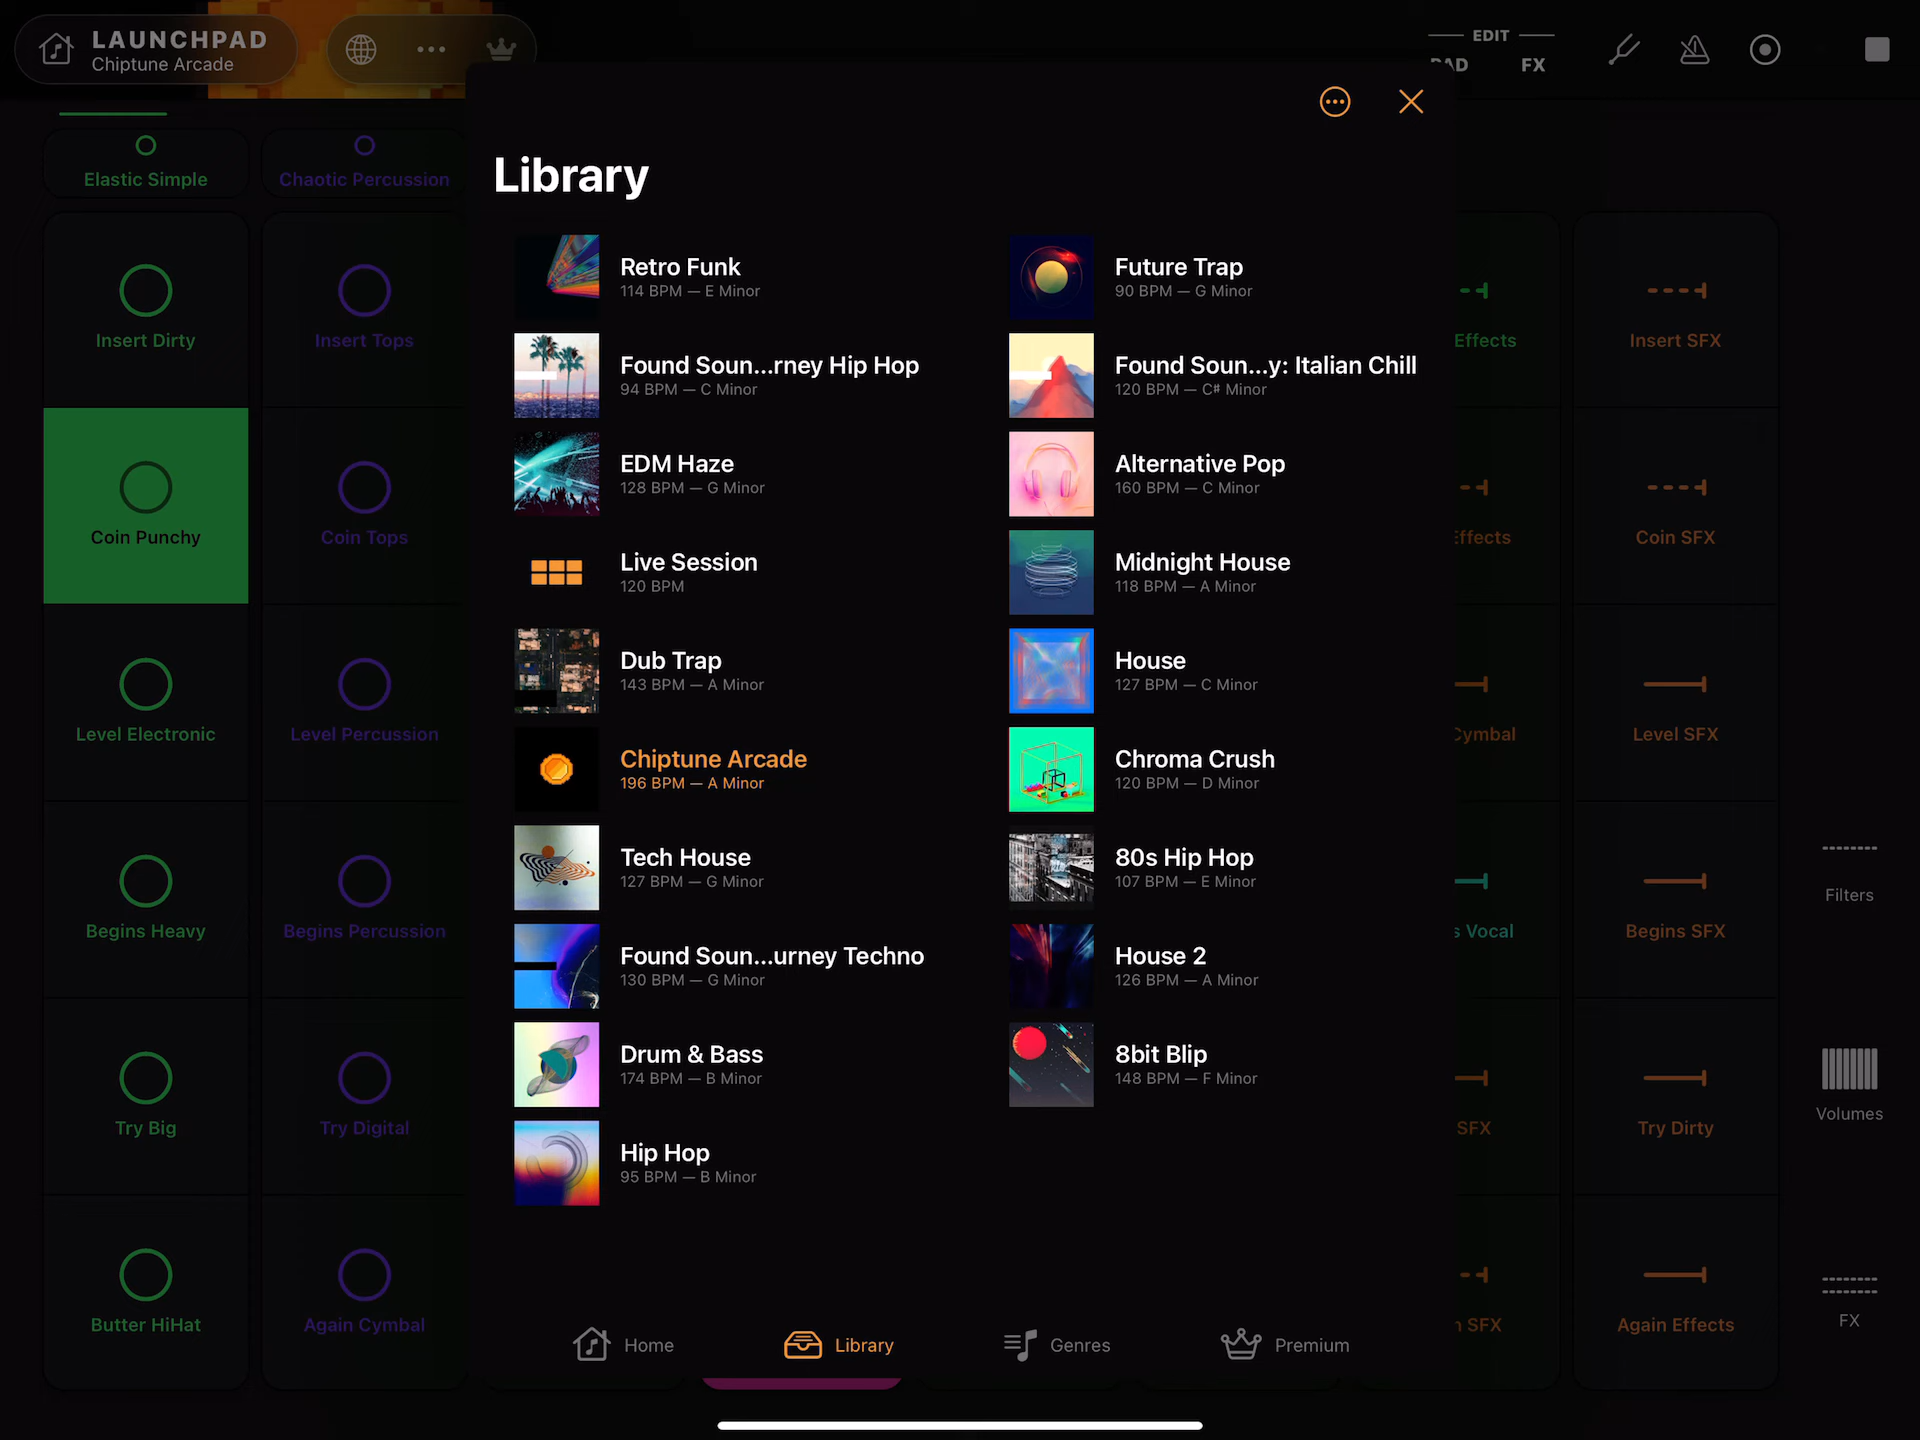 LAUNCHPAD
Chiptune Arcade
EDIT
FX
Elastic Simple
Chaotic Percussion
Insert Dirty
Insert Tops
Coin Punchy
Coin Tops
Level Electronic
Level Percussion
Begins Heavy
Begins Percussion
Try Big
Try Digital
Butter HiHat
Again Cymbal
Library
Retro Funk
114 BPM — E Minor
Future Trap
90 BPM — G Minor
Found Soun...rney Hip Hop
94 BPM — C Minor
Found Soun...y: Italian Chill
120 BPM — C# Minor
EDM Haze
128 BPM — G Minor
Alternative Pop
160 BPM — C Minor
Live Session
120 BPM
Midnight House
118 BPM — A Minor
Dub Trap
143 BPM — A Minor
House
127 BPM — C Minor
Chiptune Arcade
196 BPM — A Minor
Chroma Crush
120 BPM — D Minor
Tech House
127 BPM — G Minor
80s Hip Hop
107 BPM — E Minor
Found Soun...urney Techno
130 BPM — G Minor
House 2
126 BPM — A Minor
Drum & Bass
174 BPM — B Minor
8bit Blip
148 BPM — F Minor
Hip Hop
95 BPM — B Minor
Home
Library
Genres
Premium
Effects
Insert SFX
Coin SFX
Level SFX
Vocal
Begins SFX
SFX
Try Dirty
SFX
Again Effects
Filters
Volumes
FX